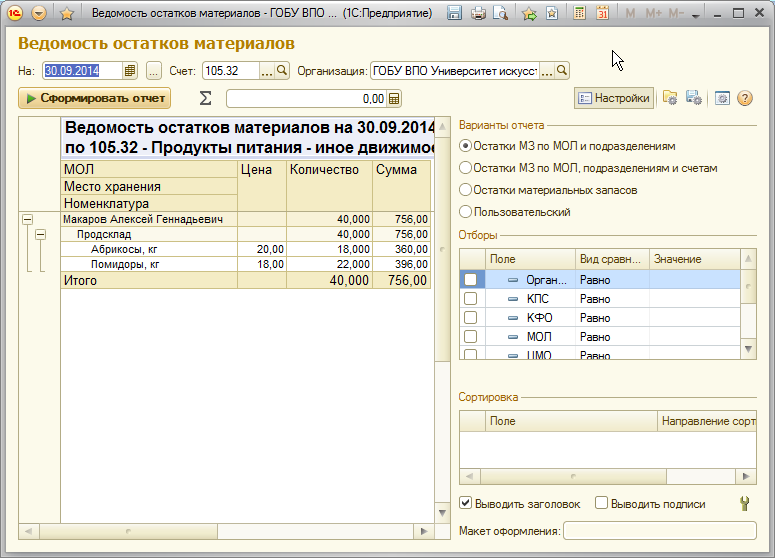 Ведомость остатков материалов - ГОБУ ВПО ... (1С:Предприятие)
M M+ M-
Ведомость остатков материалов
На: 30.09.2014 ... Счет: 105.32 ... Организация: ГОБУ ВПО Университет искусст ...
Сформировать отчет Σ 0,00 Настройки ?
Ведомость остатков материалов на 30.09.2014
по 105.32 - Продукты питания - иное движимое
МОЛ Цена Количество Сумма
Место хранения
Номенклатура
Макаров Алексей Геннадьевич 40,000 756,00
Продсклад 40,000 756,00
Абрикосы, кг 20,00 18,000 360,00
Помидоры, кг 18,00 22,000 396,00
Итого 40,000 756,00
Варианты отчета
Остатки МЗ по МОЛ и подразделениям
Остатки МЗ по МОЛ, подразделениям и счетам
Остатки материальных запасов
Пользовательский
Отборы
Поле Вид сравн... Значение
Орган... Равно
КПС Равно
КФО Равно
МОЛ Равно
ЦМО Равно
Сортировка
Поле Направление сорт
Выводить заголовок Выводить подписи
Макет оформления: